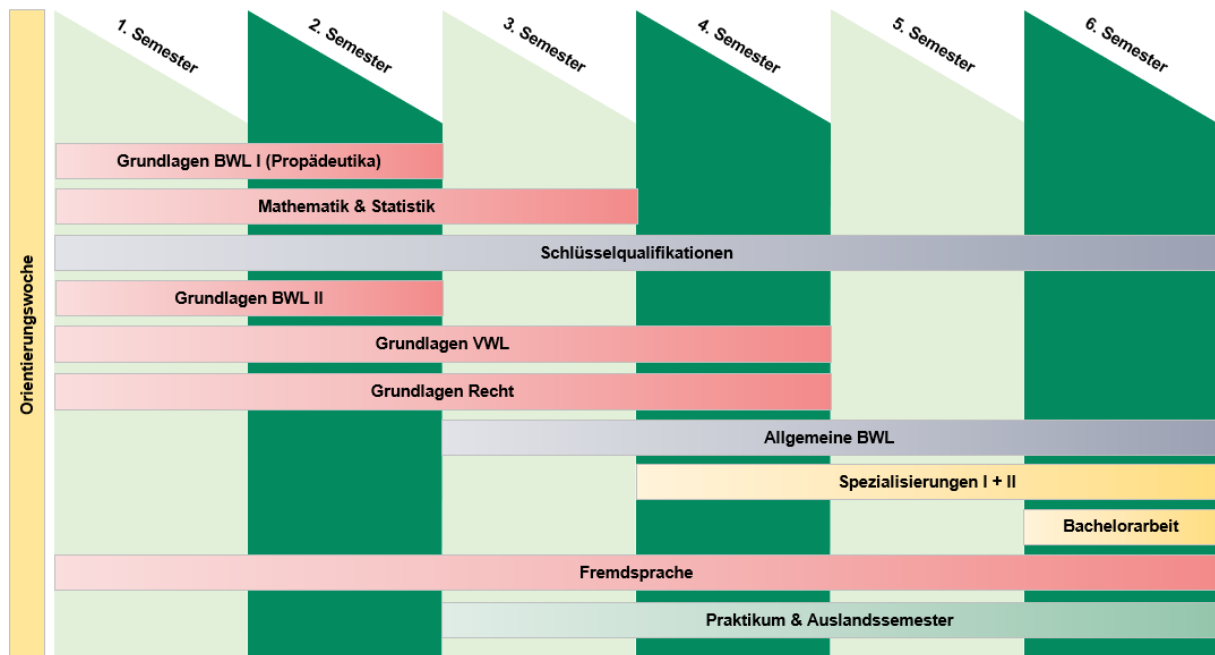 1. Semester
2. Semester
3. Semester
4. Semester
5. Semester
6. Semester
Orientierungswoche
Grundlagen BWL I (Propädeutika)
Mathematik & Statistik
Schlüsselqualifikationen
Grundlagen BWL II
Grundlagen VWL
Grundlagen Recht
Allgemeine BWL
Spezialisierungen I + II
Bachelorarbeit
Fremdsprache
Praktikum & Auslandssemester